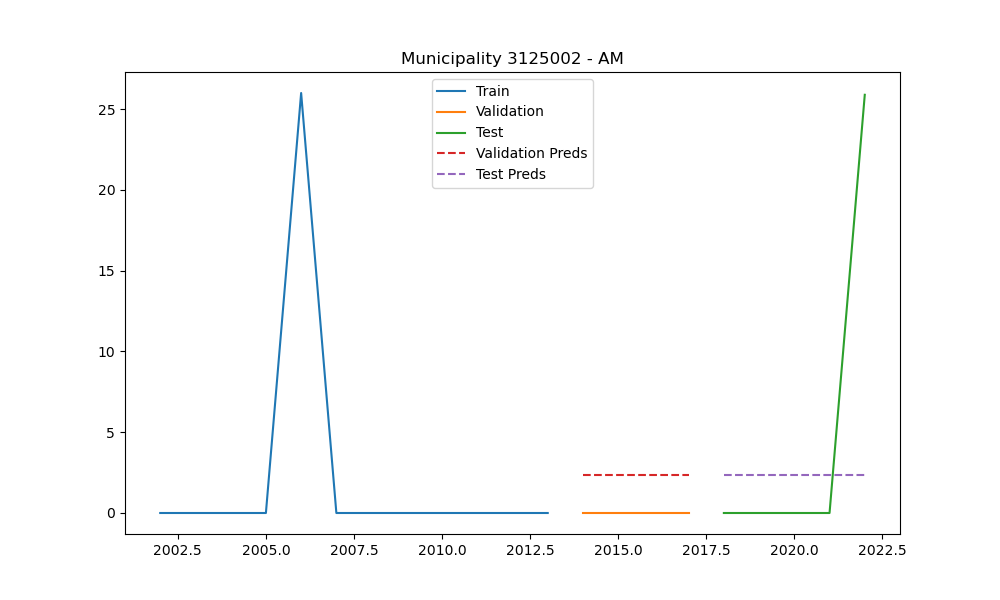 Municipality 3125002 - AM
Train
Validation
Test
Validation Preds
Test Preds
25
20
15
10
5
0
2002.5 2005.0 2007.5 2010.0 2012.5 2015.0 2017.5 2020.0 2022.5